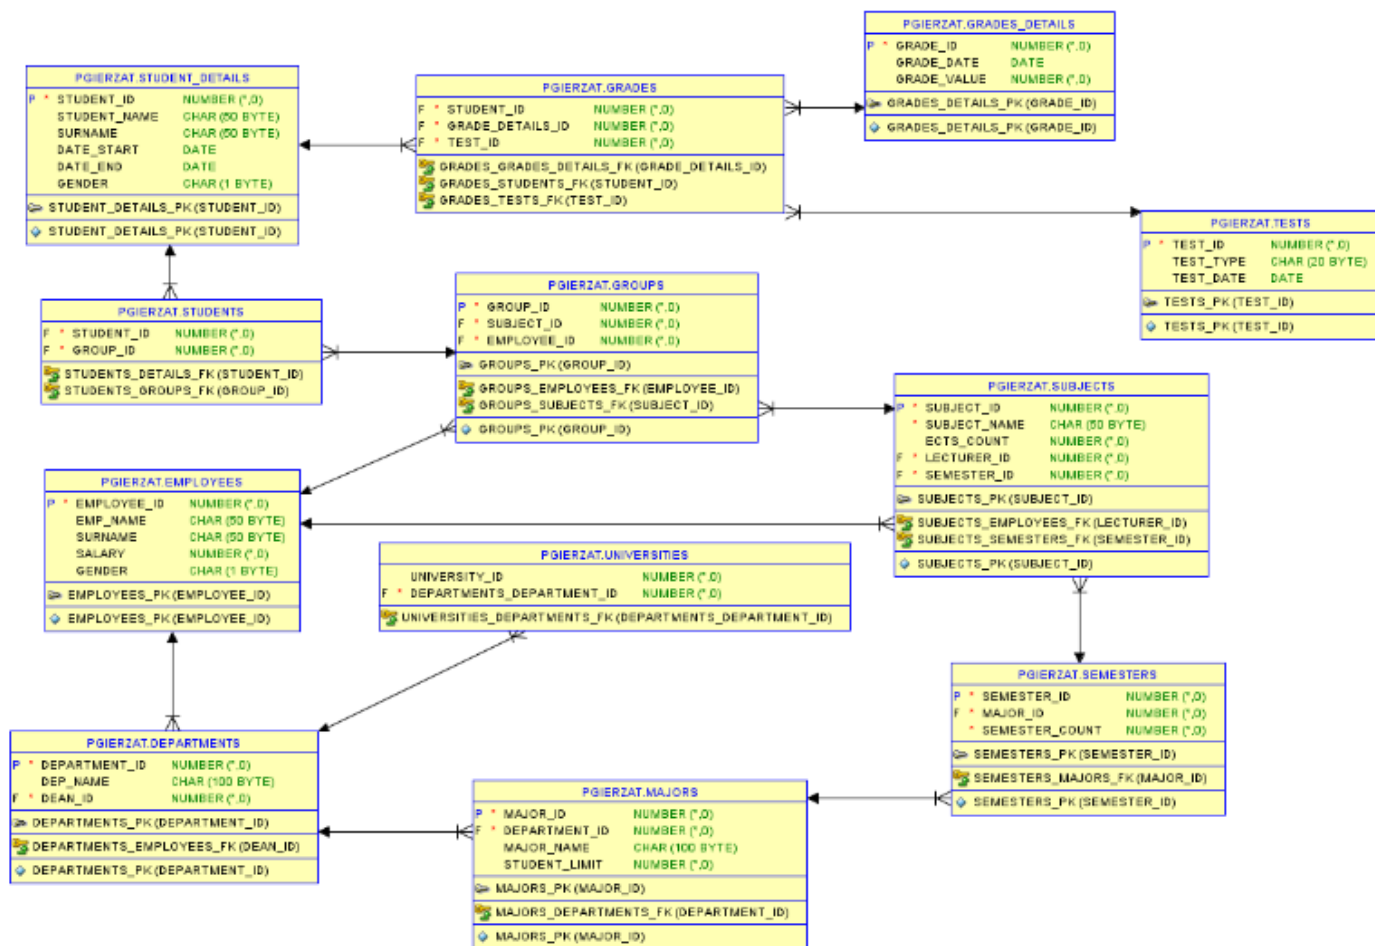 PGIERZAT.GRADES_DETAILS
P * GRADE_ID NUMBER (*,0)
GRADE_DATE DATE
GRADE_VALUE NUMBER (*,0)
GRADES_DETAILS_PK (GRADE_ID)
GRADES_DETAILS_PK (GRADE_ID)
PGIERZAT.STUDENT_DETAILS
P * STUDENT_ID NUMBER (*,0)
STUDENT_NAME CHAR (50 BYTE)
SURNAME CHAR (50 BYTE)
DATE_START DATE
DATE_END DATE
GENDER CHAR (1 BYTE)
STUDENT_DETAILS_PK (STUDENT_ID)
STUDENT_DETAILS_PK (STUDENT_ID)
PGIERZAT.GRADES
F * STUDENT_ID NUMBER (*,0)
F * GRADE_DETAILS_ID NUMBER (*,0)
F * TEST_ID NUMBER (*,0)
GRADES_GRADES_DETAILS_FK (GRADE_DETAILS_ID)
GRADES_STUDENTS_FK (STUDENT_ID)
GRADES_TESTS_FK (TEST_ID)
PGIERZAT.TESTS
P * TEST_ID NUMBER (*,0)
TEST_TYPE CHAR (20 BYTE)
TEST_DATE DATE
TESTS_PK (TEST_ID)
TESTS_PK (TEST_ID)
PGIERZAT.STUDENTS
F * STUDENT_ID NUMBER (*,0)
F * GROUP_ID NUMBER (*,0)
STUDENTS_DETAILS_FK (STUDENT_ID)
STUDENTS_GROUPS_FK (GROUP_ID)
PGIERZAT.GROUPS
P * GROUP_ID NUMBER (*,0)
F * SUBJECT_ID NUMBER (*,0)
F * EMPLOYEE_ID NUMBER (*,0)
GROUPS_PK (GROUP_ID)
GROUPS_EMPLOYEES_FK (EMPLOYEE_ID)
GROUPS_SUBJECTS_FK (SUBJECT_ID)
GROUPS_PK (GROUP_ID)
PGIERZAT.SUBJECTS
P * SUBJECT_ID NUMBER (*,0)
* SUBJECT_NAME CHAR (50 BYTE)
ECTS_COUNT NUMBER (*,0)
F * LECTURER_ID NUMBER (*,0)
F * SEMESTER_ID NUMBER (*,0)
SUBJECTS_PK (SUBJECT_ID)
SUBJECTS_EMPLOYEES_FK (LECTURER_ID)
SUBJECTS_SEMESTERS_FK (SEMESTER_ID)
SUBJECTS_PK (SUBJECT_ID)
PGIERZAT.EMPLOYEES
P * EMPLOYEE_ID NUMBER (*,0)
EMP_NAME CHAR (50 BYTE)
SURNAME CHAR (50 BYTE)
SALARY NUMBER (*,0)
GENDER CHAR (1 BYTE)
EMPLOYEES_PK (EMPLOYEE_ID)
EMPLOYEES_PK (EMPLOYEE_ID)
PGIERZAT.UNIVERSITIES
UNIVERSITY_ID NUMBER (*,0)
F * DEPARTMENTS_DEPARTMENT_ID NUMBER (*,0)
UNIVERSITIES_DEPARTMENTS_FK (DEPARTMENTS_DEPARTMENT_ID)
PGIERZAT.SEMESTERS
P * SEMESTER_ID NUMBER (*,0)
F * MAJOR_ID NUMBER (*,0)
* SEMESTER_COUNT NUMBER (*,0)
SEMESTERS_PK (SEMESTER_ID)
SEMESTERS_MAJORS_FK (MAJOR_ID)
SEMESTERS_PK (SEMESTER_ID)
PGIERZAT.DEPARTMENTS
P * DEPARTMENT_ID NUMBER (*,0)
DEP_NAME CHAR (100 BYTE)
F * DEAN_ID NUMBER (*,0)
DEPARTMENTS_PK (DEPARTMENT_ID)
DEPARTMENTS_EMPLOYEES_FK (DEAN_ID)
DEPARTMENTS_PK (DEPARTMENT_ID)
PGIERZAT.MAJORS
P * MAJOR_ID NUMBER (*,0)
F * DEPARTMENT_ID NUMBER (*,0)
MAJOR_NAME CHAR (100 BYTE)
STUDENT_LIMIT NUMBER (*,0)
MAJORS_PK (MAJOR_ID)
MAJORS_DEPARTMENTS_FK (DEPARTMENT_ID)
MAJORS_PK (MAJOR_ID)